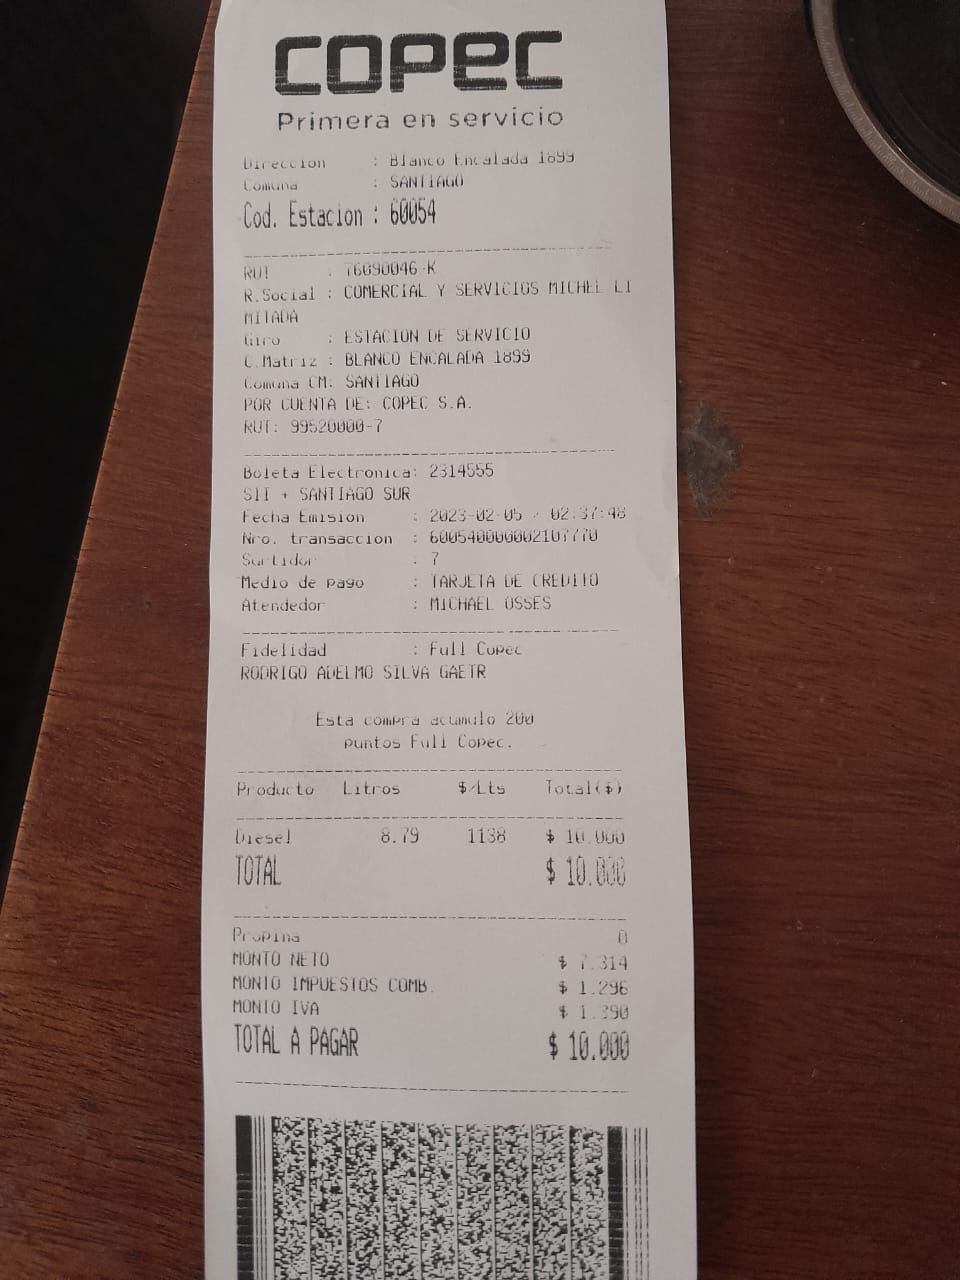 COPEC
Primera en servicio
Direccion : Blanco Encalada 1899
Comuna : SANTIAGO
Cod. Estacion : 60054
RUT : 76090046-K
R.Social : COMERCIAL Y SERVICIOS MICHEL LI
MITADA
Giro : ESTACION DE SERVICIO
C.Matriz : BLANCO ENCALADA 1899
Comuna CM: SANTIAGO
POR CUENTA DE: COPEC S.A.
RUT: 99520000-7
Boleta Electronica: 2314555
SII + SANTIAGO SUR
Fecha Emision : 2023-02-05 / 02:37:48
Nro. transaccion : 600540000002107770
Surtidor : 7
Medio de pago : TARJETA DE CREDITO
Atendedor : MICHAEL OSSES
Fidelidad : Full Copec
RODRIGO ADELMO SILVA GAETR
Esta compra acumulo 200
puntos Full Copec.
Producto Litros $/Lts Total($)
Diesel 8.79 1138 $ 10.000
TOTAL $ 10.000
Propina 0
MONTO NETO $ 7.314
MONTO IMPUESTOS COMB. $ 1.296
MONTO IVA $ 1.390
TOTAL A PAGAR $ 10.000